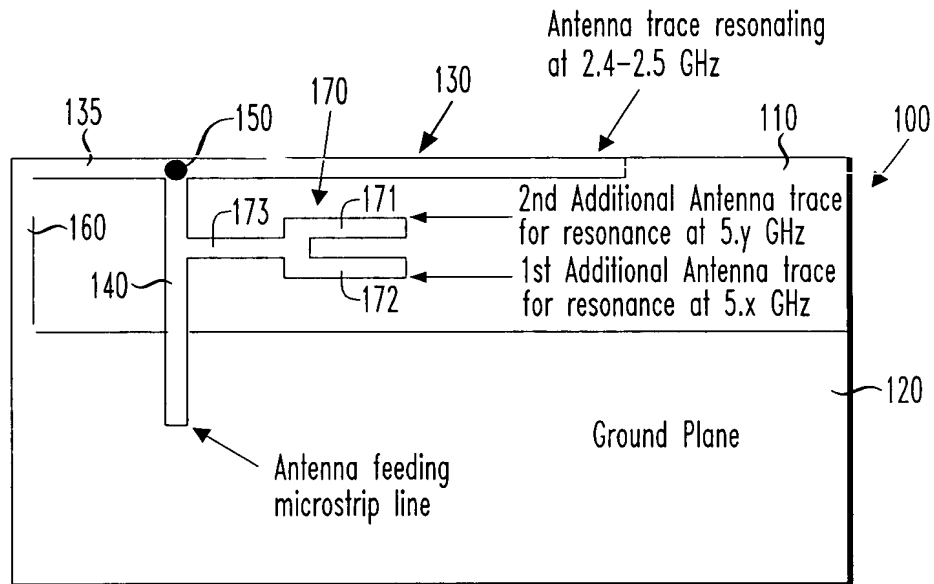 Antenna trace resonating
at 2.4-2.5 GHz
130
170
135
150
110
100
173
171
2nd Additional Antenna trace
for resonance at 5.y GHz
160
1st Additional Antenna trace
for resonance at 5.x GHz
140
172
120
Ground Plane
Antenna feeding
microstrip line